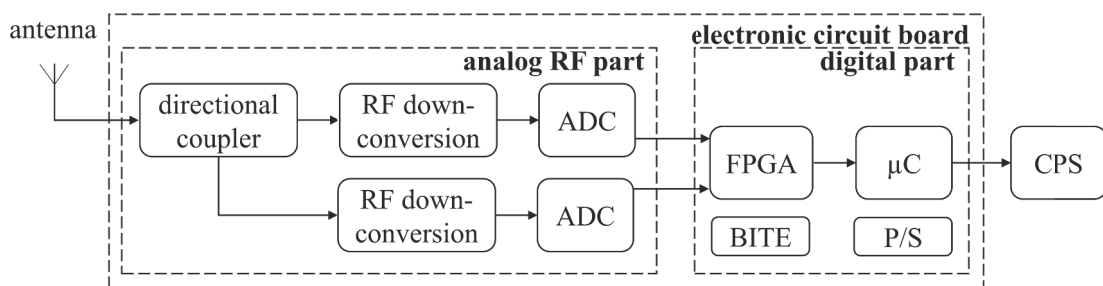 antenna
electronic circuit board
analog RF part
digital part
directional
coupler
RF down-
conversion
ADC
FPGA
µC
CPS
RF down-
conversion
ADC
BITE
P/S